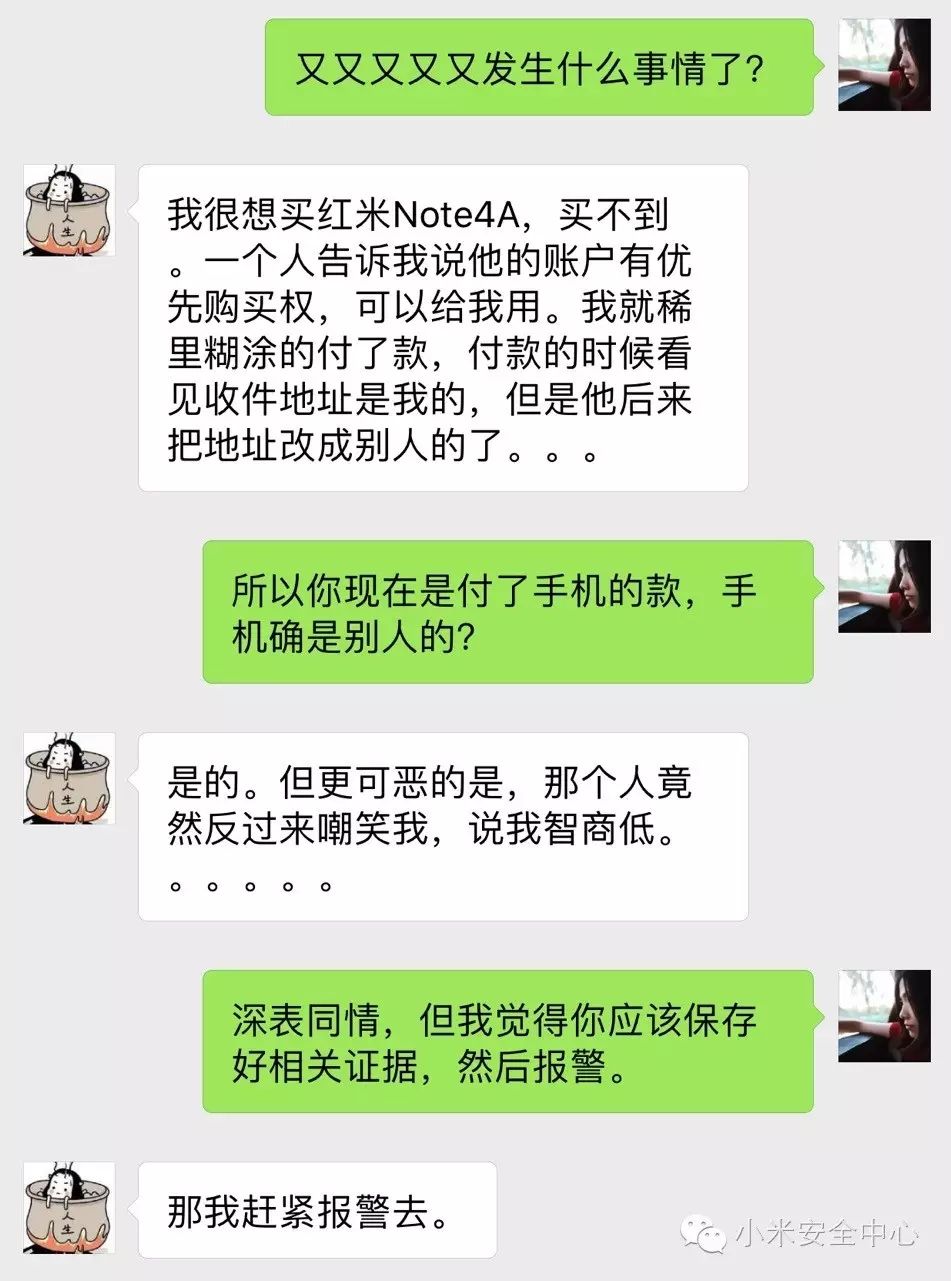 又又又又又发生什么事情了?
我很想买红米Note4A，买不到
。一个人告诉我说他的账户有优
先购买权，可以给我用。我就稀
里糊涂的付了款，付款的时候看
见收件地址是我的，但是他后来
把地址改成别人的了。。。
所以你现在是付了手机的款，手
机确是别人的?
是的。但更可恶的是，那个人竟
然反过来嘲笑我，说我智商低。
。。。。。
深表同情，但我觉得你应该保存
好相关证据，然后报警。
那我赶紧报警去。
人生
人生
人生
小米安全中心